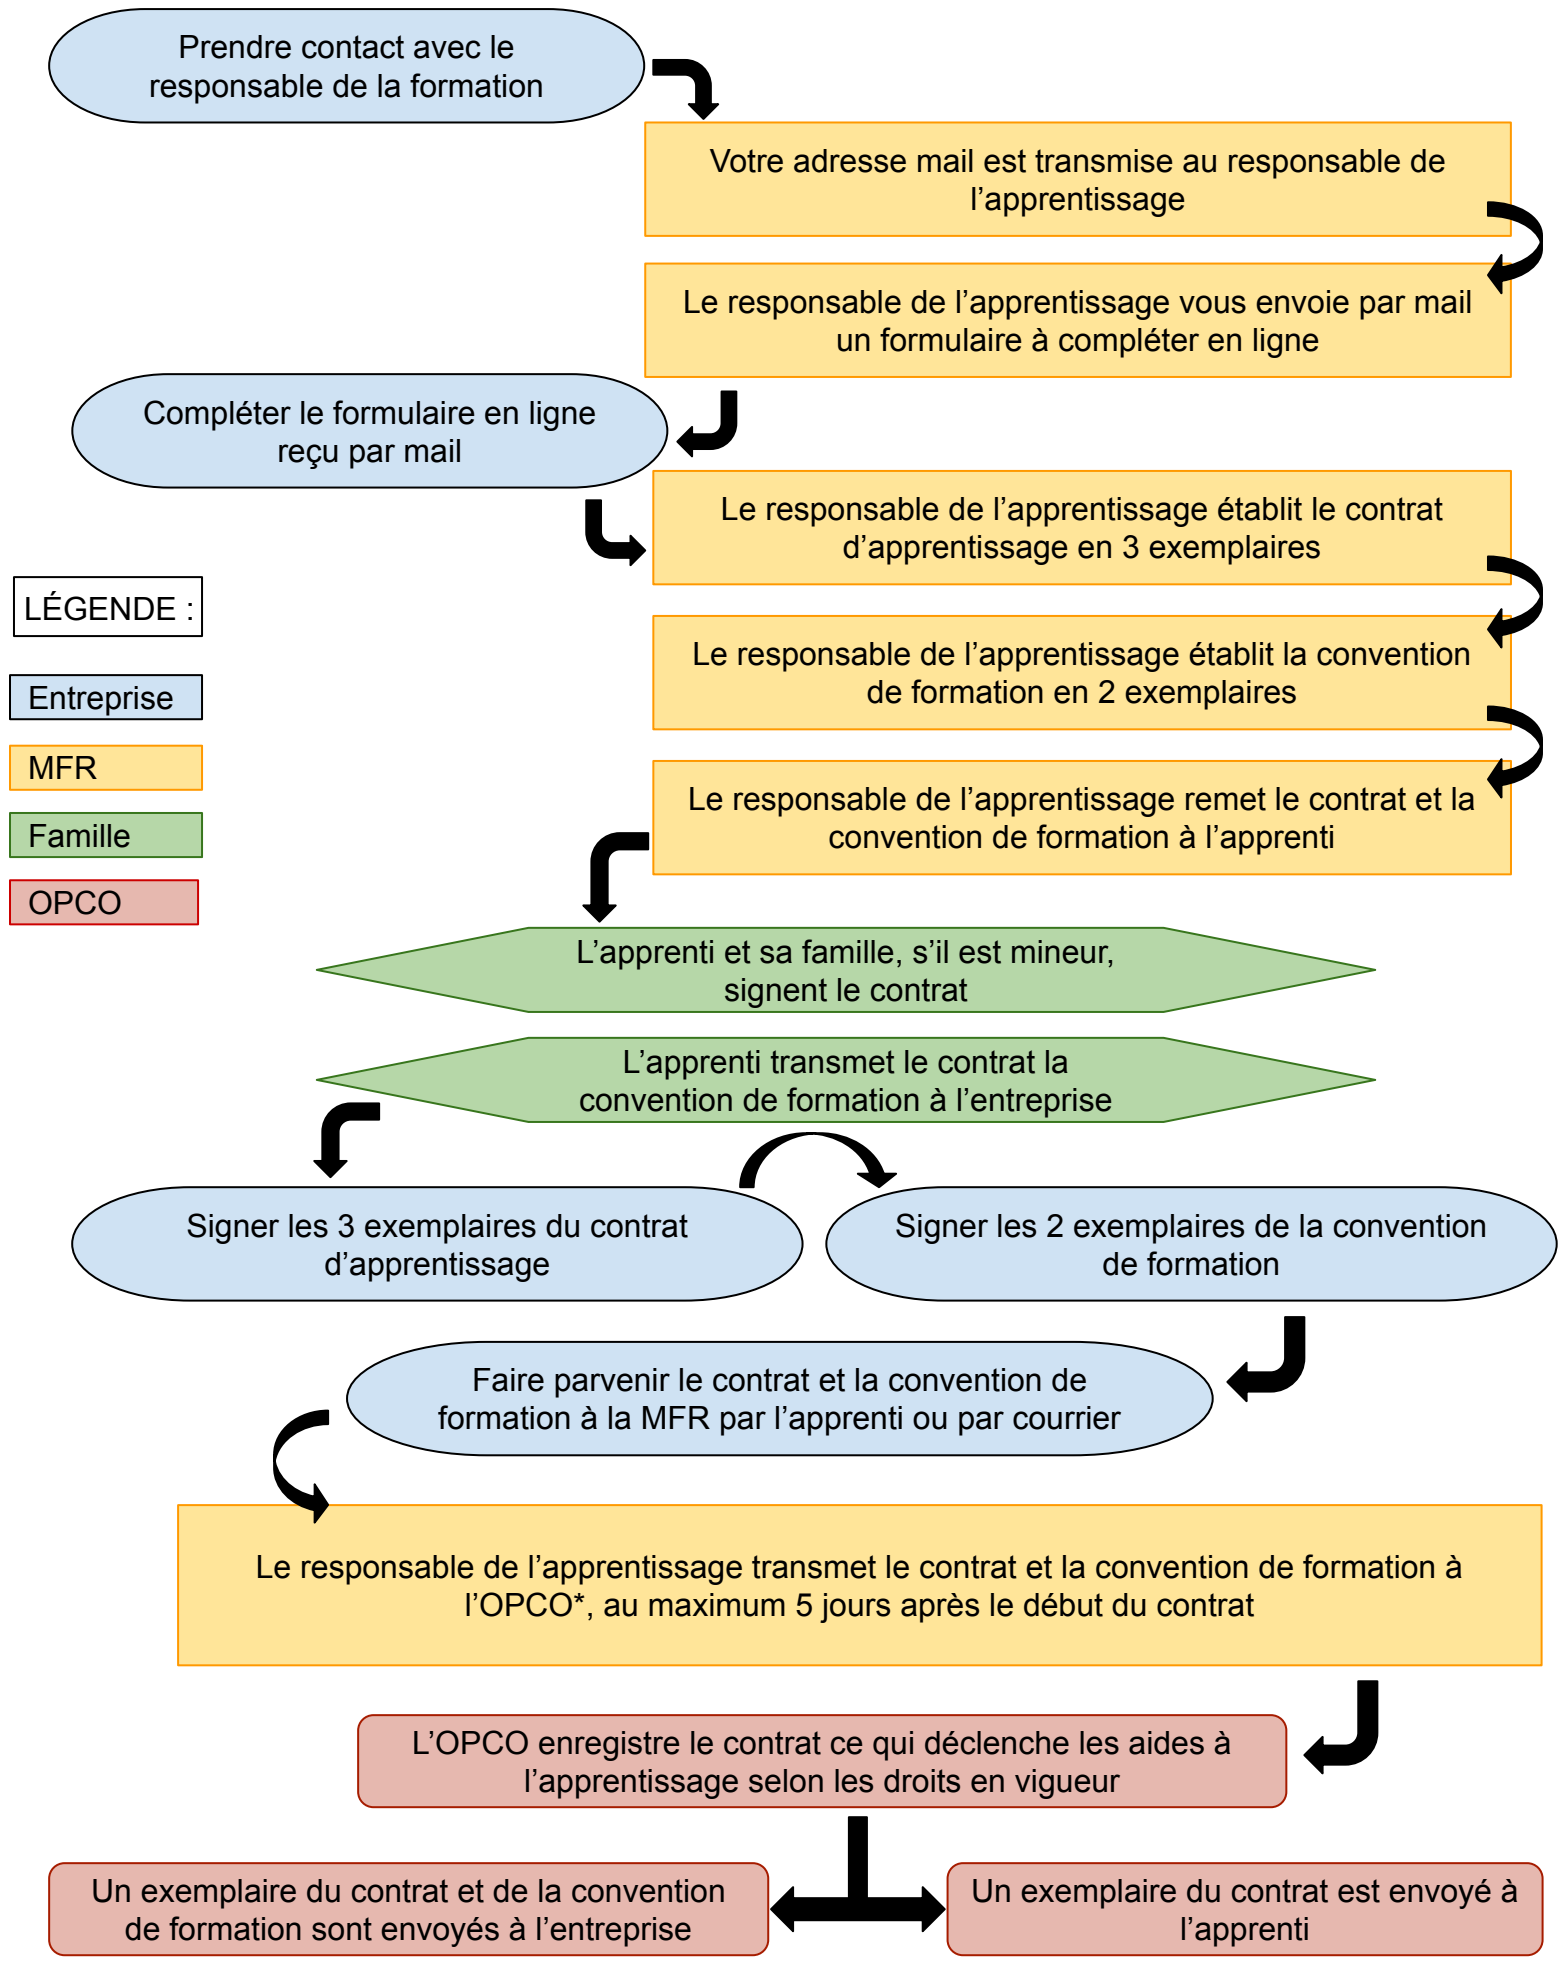 Prendre contact avec le
responsable de la formation
Votre adresse mail est transmise au responsable de
l’apprentissage
Le responsable de l’apprentissage vous envoie par mail
un formulaire à compléter en ligne
Compléter le formulaire en ligne
reçu par mail
Le responsable de l’apprentissage établit le contrat
d’apprentissage en 3 exemplaires
LÉGENDE :
Entreprise
MFR
Famille
OPCO
Le responsable de l’apprentissage établit la convention
de formation en 2 exemplaires
Le responsable de l’apprentissage remet le contrat et la
convention de formation à l’apprenti
L’apprenti et sa famille, s’il est mineur,
signent le contrat
L’apprenti transmet le contrat la
convention de formation à l’entreprise
Signer les 3 exemplaires du contrat
d’apprentissage
Signer les 2 exemplaires de la convention
de formation
Faire parvenir le contrat et la convention de
formation à la MFR par l’apprenti ou par courrier
Le responsable de l’apprentissage transmet le contrat et la convention de formation à
l’OPCO*, au maximum 5 jours après le début du contrat
L’OPCO enregistre le contrat ce qui déclenche les aides à
l’apprentissage selon les droits en vigueur
Un exemplaire du contrat et de la convention
de formation sont envoyés à l’entreprise
Un exemplaire du contrat est envoyé à
l’apprenti